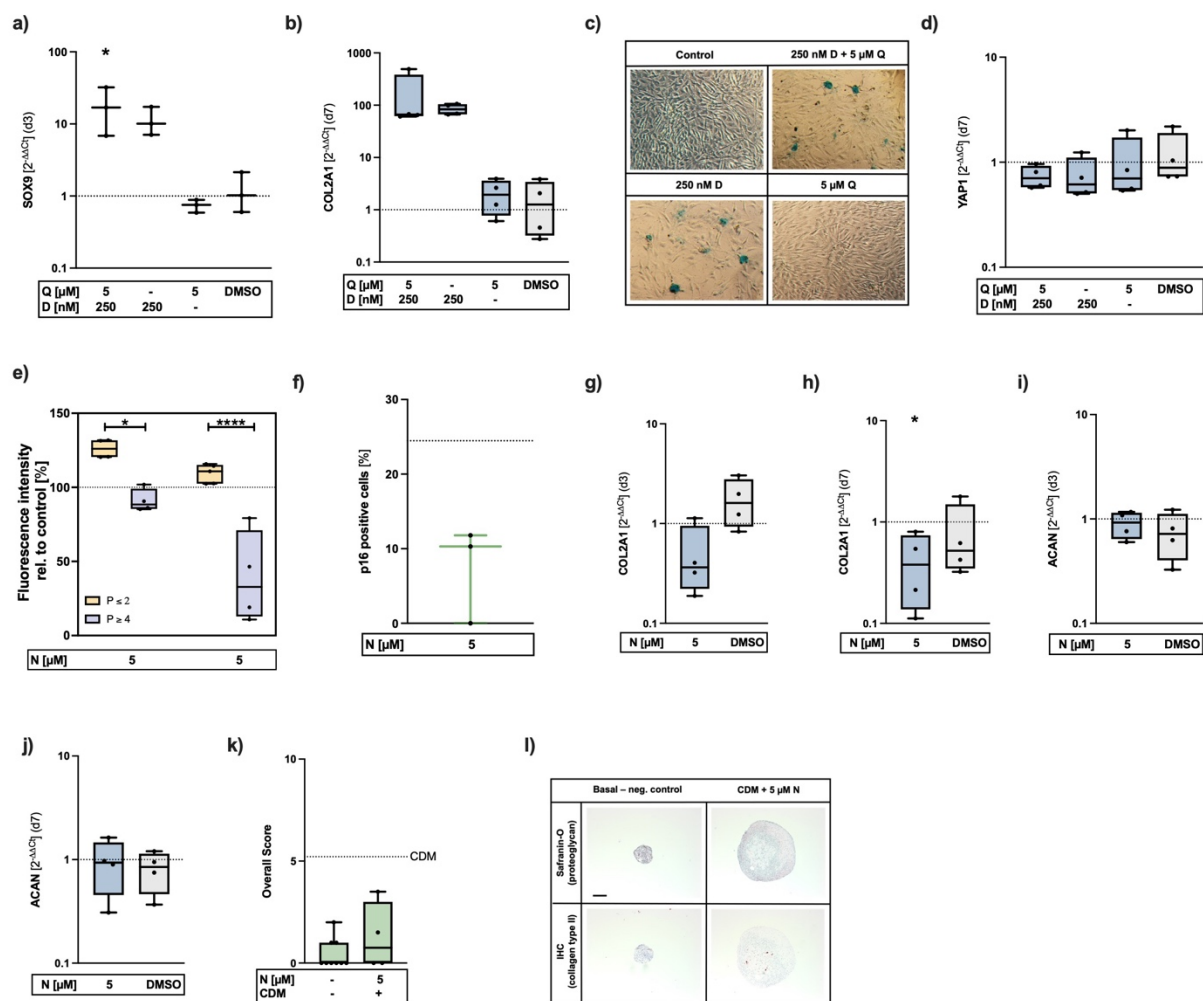 a)
*
SOX9 [2^-ΔΔCt] (d3)
100
10
1
0.1
Q [µM] 5 - 5 DMSO
D [nM] 250 250 -
b)
COL2A1 [2^-ΔΔCt] (d7)
1000
100
10
1
0.1
Q [µM] 5 - 5 DMSO
D [nM] 250 250 -
c)
Control 250 nM D + 5 µM Q
250 nM D 5 µM Q
d)
YAP1 [2^-ΔΔCt] (d7)
10
1
0.1
Q [µM] 5 - 5 DMSO
D [nM] 250 250 -
e)
Fluorescence intensity
rel. to control [%]
150
100
50
0
* ****
P ≤ 2
P ≥ 4
N [µM] 5 5
f)
p16 positive cells [%]
30
20
10
0
N [µM] 5
g)
COL2A1 [2^-ΔΔCt] (d3)
10
1
0.1
N [µM] 5 DMSO
h)
*
COL2A1 [2^-ΔΔCt] (d7)
10
1
0.1
N [µM] 5 DMSO
i)
ACAN [2^-ΔΔCt] (d3)
10
1
0.1
N [µM] 5 DMSO
j)
ACAN [2^-ΔΔCt] (d7)
10
1
0.1
N [µM] 5 DMSO
k)
Overall Score
10
5
0
CDM
N [µM] - 5
CDM - +
l)
Basal – neg. control CDM + 5 µM N
Safranin-O
(proteoglycan)
IHC
(collagen type II)